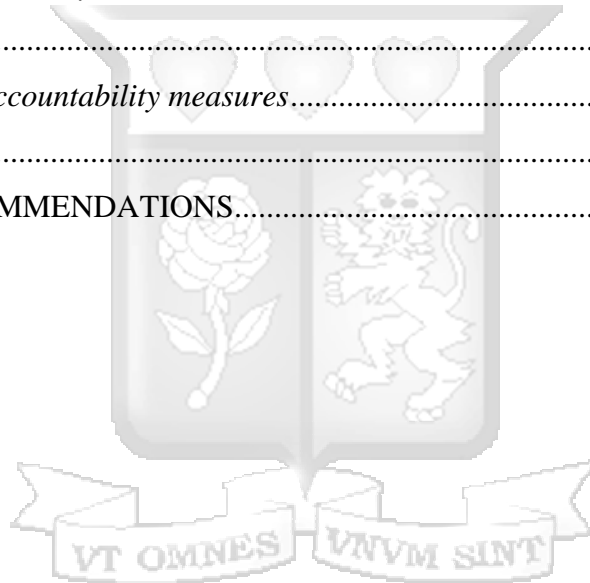 .....................................................................
ccountability measures...................................
.....................................................................
MMENDATIONS..........................................
VT OMNES VNVM SINT